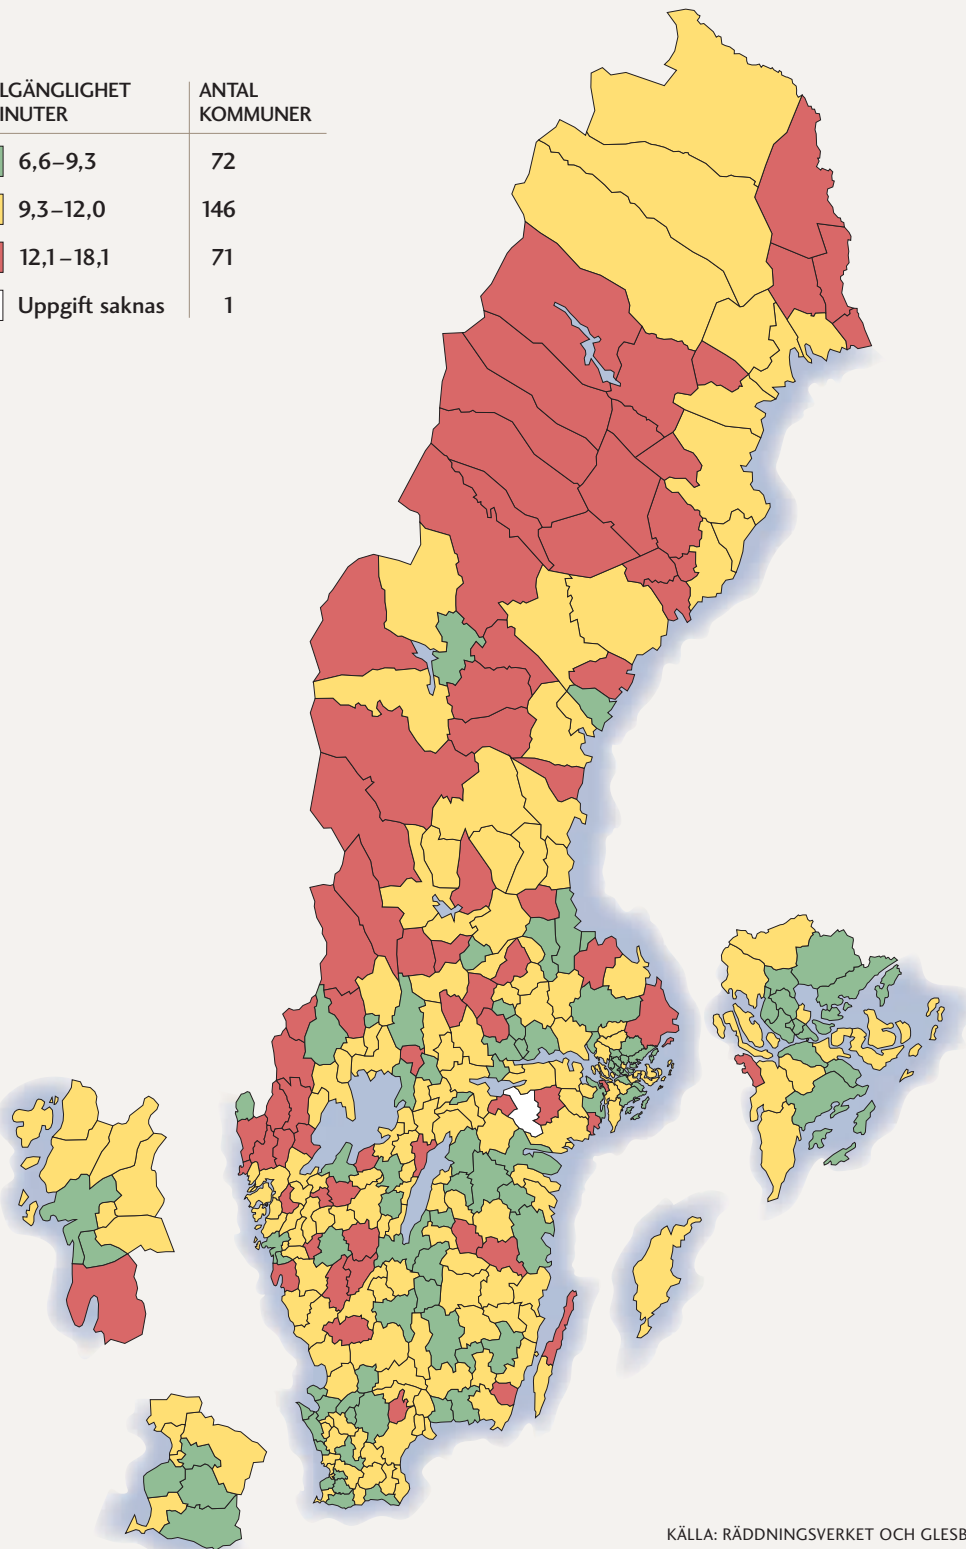 LGÄNGLIGHET
INUTER
ANTAL
KOMMUNER
6,6–9,3 72
9,3–12,0 146
12,1–18,1 71
Uppgift saknas 1
KÄLLA: RÄDDNINGSVERKET OCH GLESB